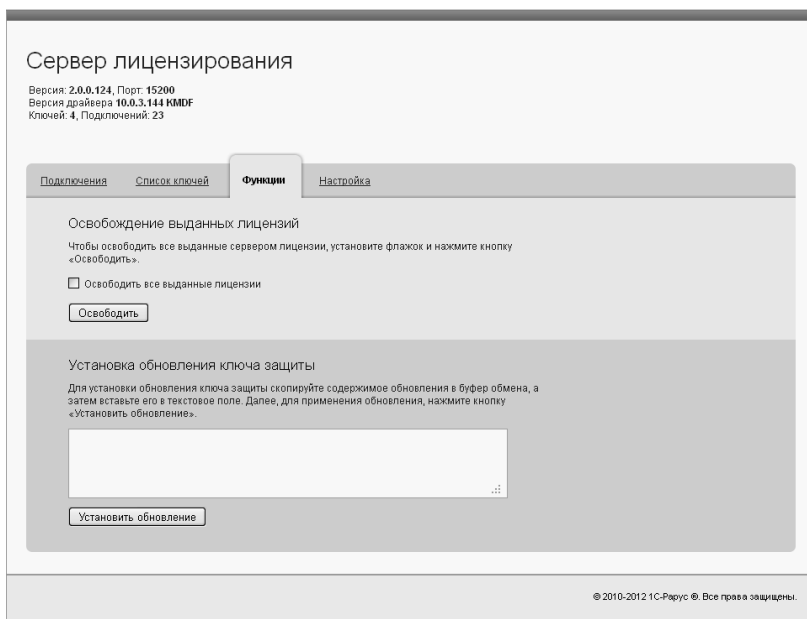 Сервер лицензирования
Версия: 2.0.0.124, Порт: 15200
Версия драйвера 10.0.3.144 KMDF
Ключей: 4, Подключений: 23
Подключения Список ключей Функции Настройка
Освобождение выданных лицензий
Чтобы освободить все выданные сервером лицензии, установите флажок и нажмите кнопку
«Освободить».
Освободить все выданные лицензии
Освободить
Установка обновления ключа защиты
Для установки обновления ключа защиты скопируйте содержимое обновления в буфер обмена, а
затем вставьте его в текстовое поле. Далее, для применения обновления, нажмите кнопку
«Установить обновление».
Установить обновление
© 2010-2012 1С-Рарус ®. Все права защищены.